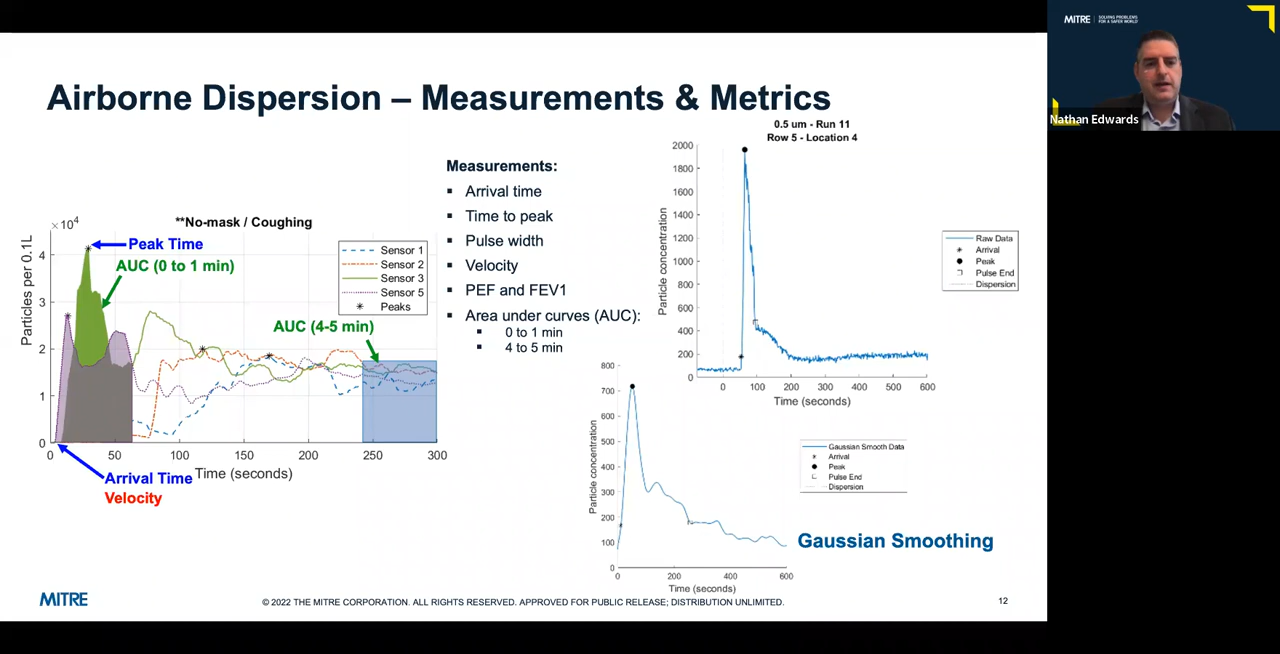 MITRE | SOLVING PROBLEMS
FOR A SAFER WORLD
Nathan Edwards
Airborne Dispersion – Measurements & Metrics
**No-mask / Coughing
×10⁴
Particles per 0.1L
4
3
2
1
0
0 50 100 150 200 250 300
Time (seconds)
Peak Time
AUC (0 to 1 min)
AUC (4-5 min)
Arrival Time
Velocity
Sensor 1
Sensor 2
Sensor 3
Sensor 5
Peaks
Measurements:
▪ Arrival time
▪ Time to peak
▪ Pulse width
▪ Velocity
▪ PEF and FEV1
▪ Area under curves (AUC):
▪ 0 to 1 min
▪ 4 to 5 min
0.5 um - Run 11
Row 5 - Location 4
Particle concentration
2000
1800
1600
1400
1200
1000
800
600
400
200
0
0 100 200 300 400 500 600
Time (seconds)
Raw Data
Arrival
Peak
Pulse End
Dispersion
Particle concentration
800
700
600
500
400
300
200
100
0
0 200 400 600
Time (seconds)
Gaussian Smooth Data
Arrival
Peak
Pulse End
Dispersion
Gaussian Smoothing
MITRE
© 2022 THE MITRE CORPORATION. ALL RIGHTS RESERVED. APPROVED FOR PUBLIC RELEASE; DISTRIBUTION UNLIMITED.
12